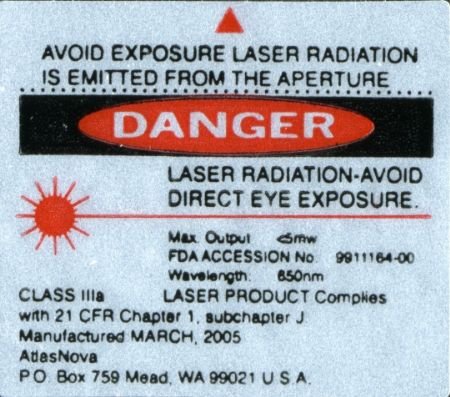 AVOID EXPOSURE LASER RADIATION
IS EMITTED FROM THE APERTURE
DANGER
LASER RADIATION-AVOID
DIRECT EYE EXPOSURE.
Max. Output <5mw
FDA ACCESSION No. 9911164-00
Wavelength: 650nm
CLASS IIIa LASER PRODUCT Complies
with 21 CFR Chapter 1, subchapter J.
Manufactured MARCH, 2005
AtlasNova
P.O. Box 759 Mead, WA 99021 U.S.A.